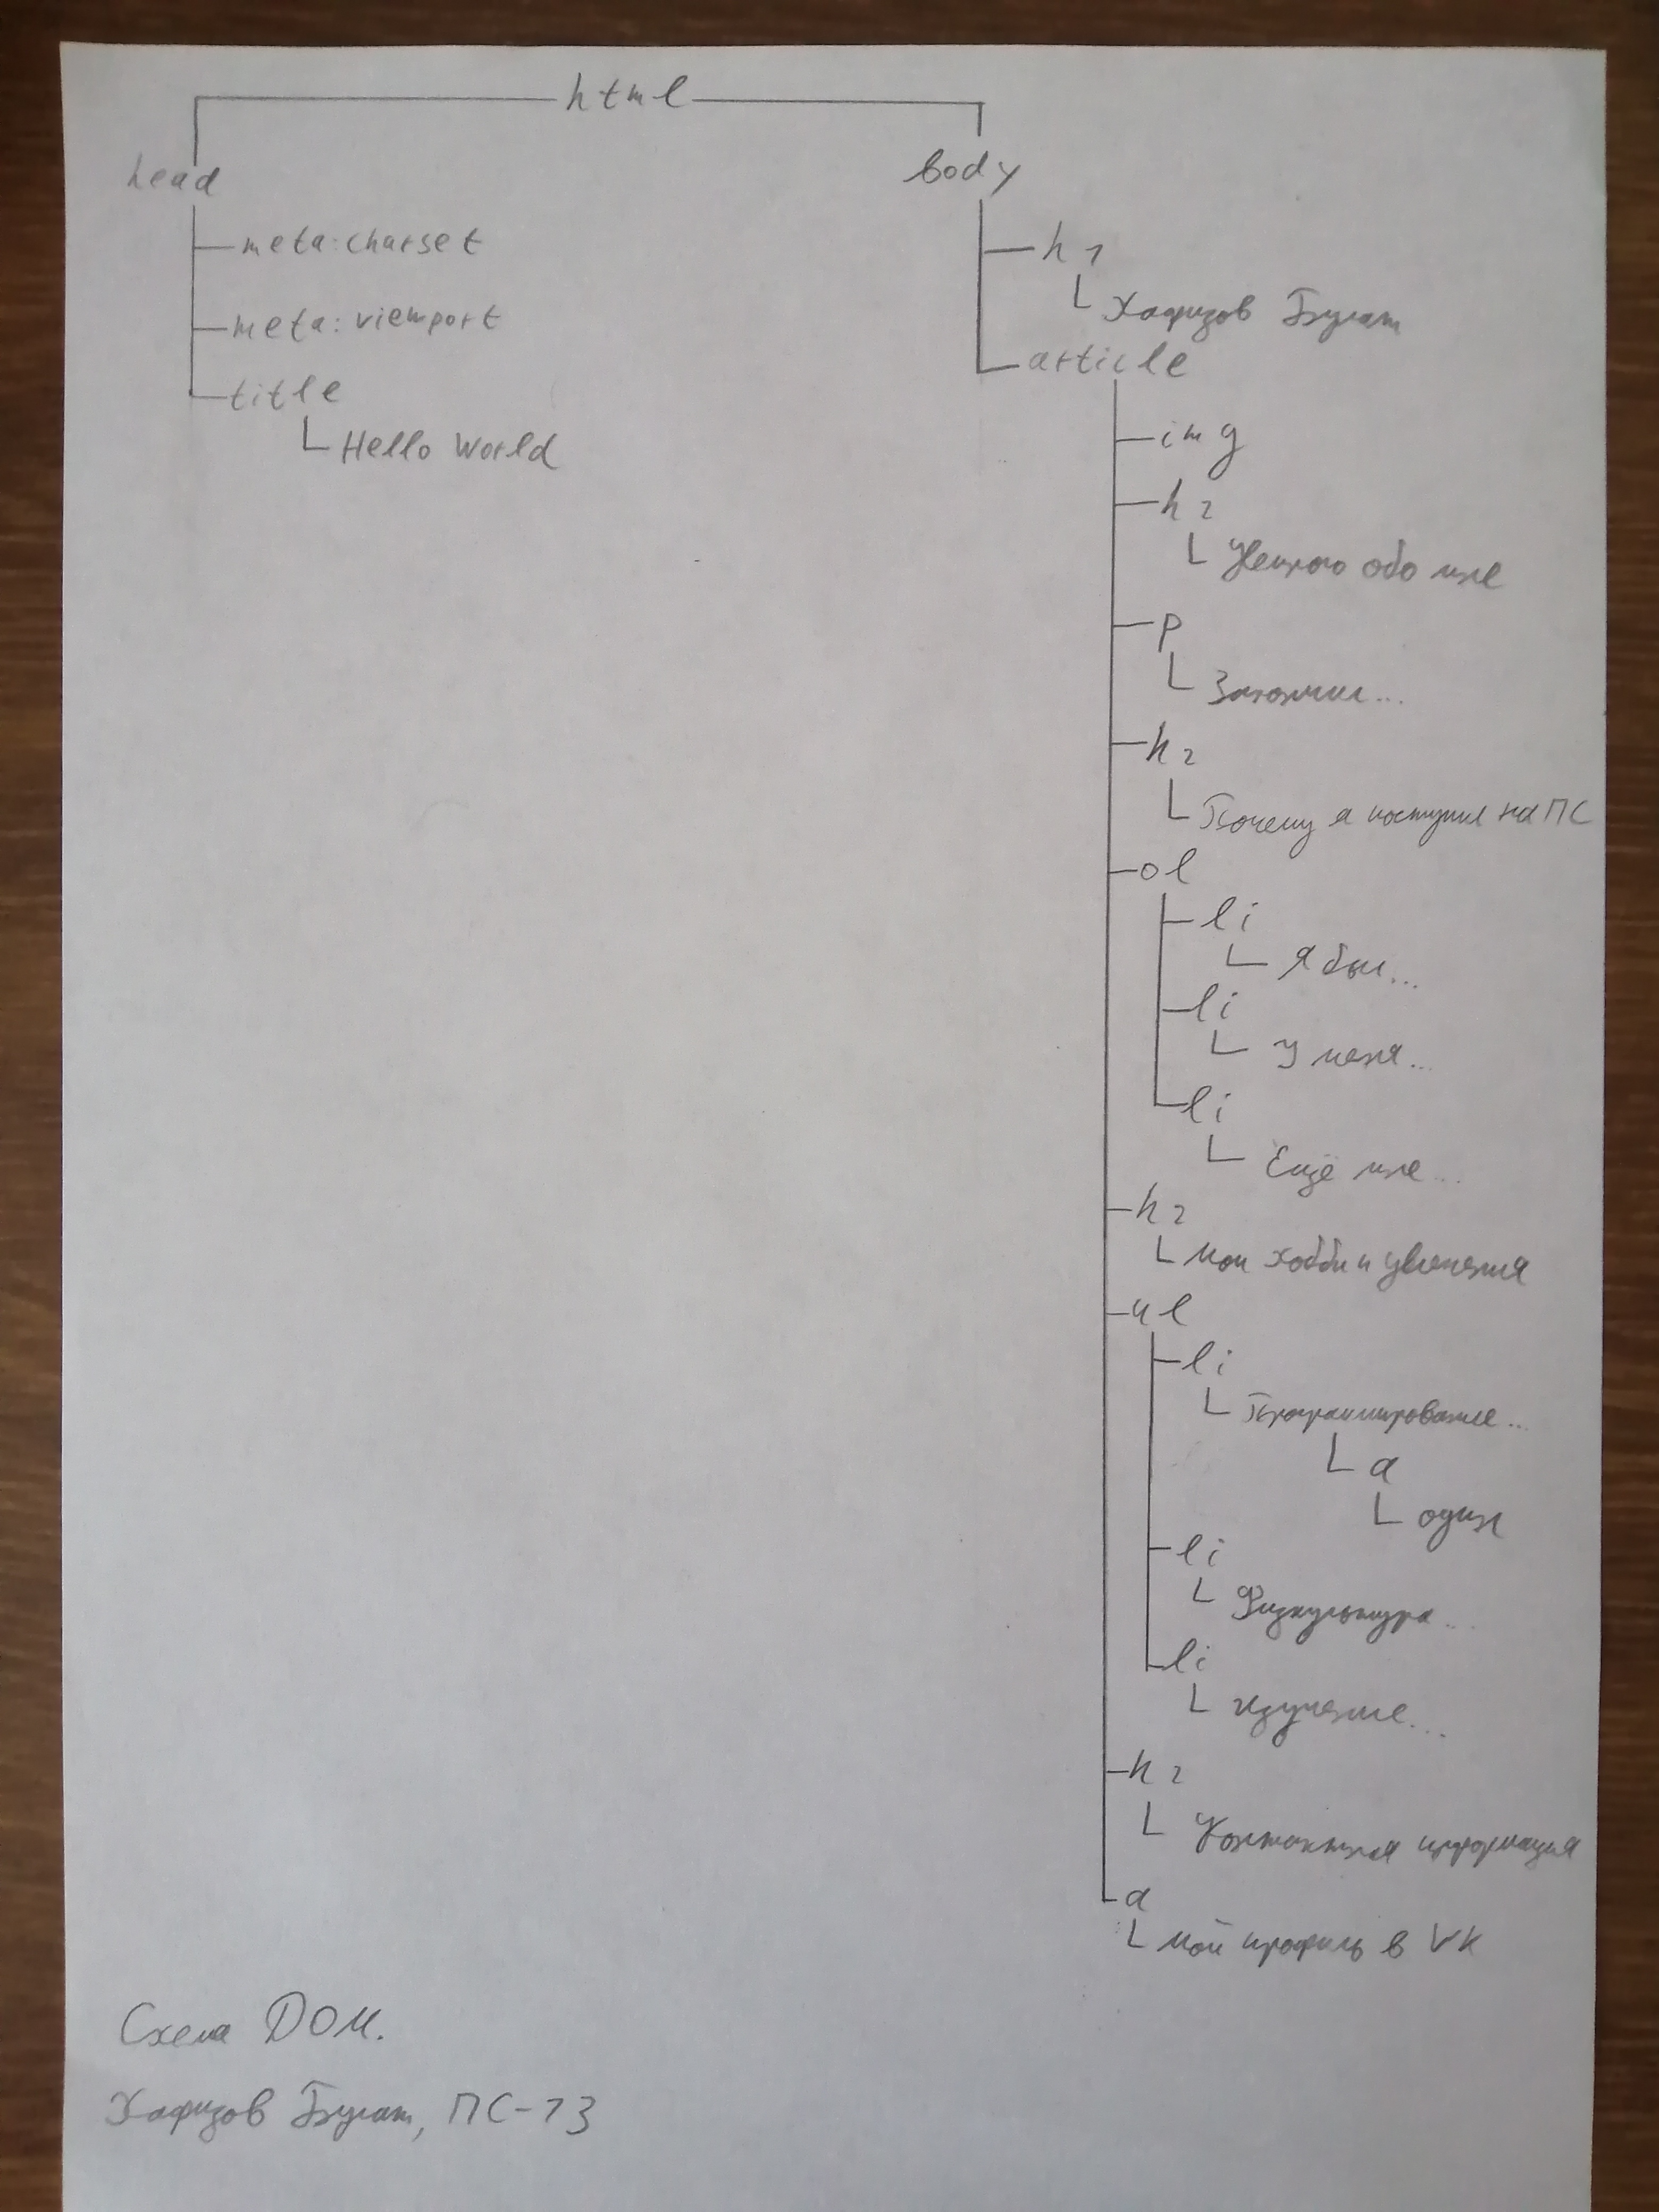 html
head
body
meta:charset
meta:viewport
title
Hello World
h1
Хафизов Булат
article
img
h2
Немного обо мне
p
Закончил...
h2
Почему я поступил на ПС
ol
li
Я был...
li
У меня...
li
Ещё мне...
h2
Мои хобби и увлечения
ul
li
Программирование...
a
один
li
Физкультура...
li
Изучение...
h2
Контактная информация
a
Мой профиль в VK
Схема DOM.
Хафизов Булат, ПС-13